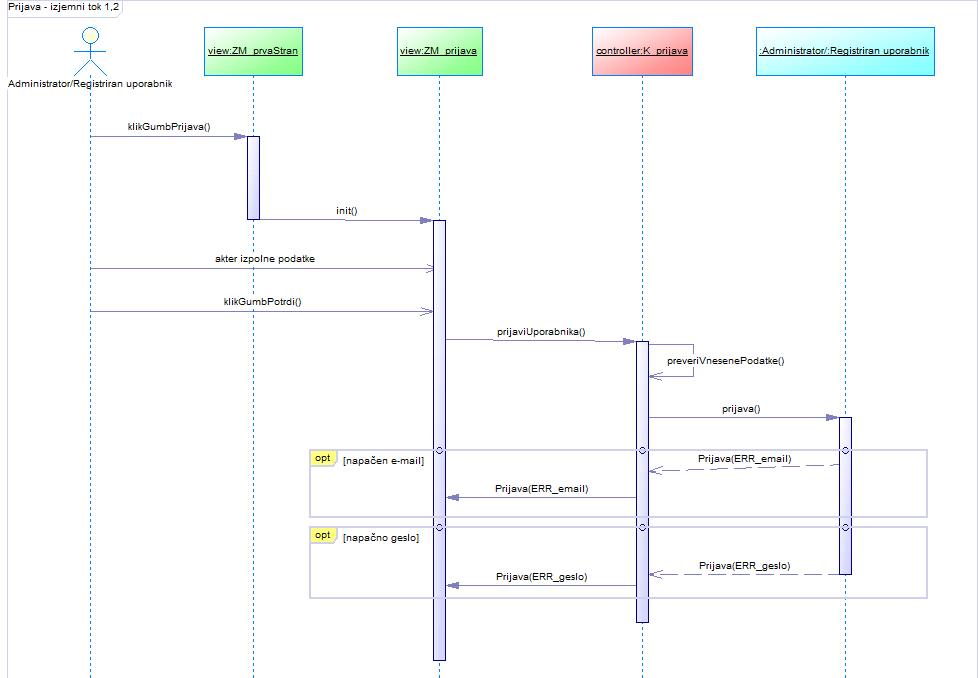 Prijava - izjemni tok 1,2
view:ZM_prvaStran
view:ZM_prijava
controller:K_prijava
:Administrator/:Registriran uporabnik
Administrator/Registriran uporabnik
klikGumbPrijava()
init()
akter izpolne podatke
klikGumbPotrdi()
prijaviUporabnika()
preveriVnesenePodatke()
prijava()
opt
[napačen e-mail]
Prijava(ERR_email)
Prijava(ERR_email)
opt
[napačno geslo]
Prijava(ERR_geslo)
Prijava(ERR_geslo)